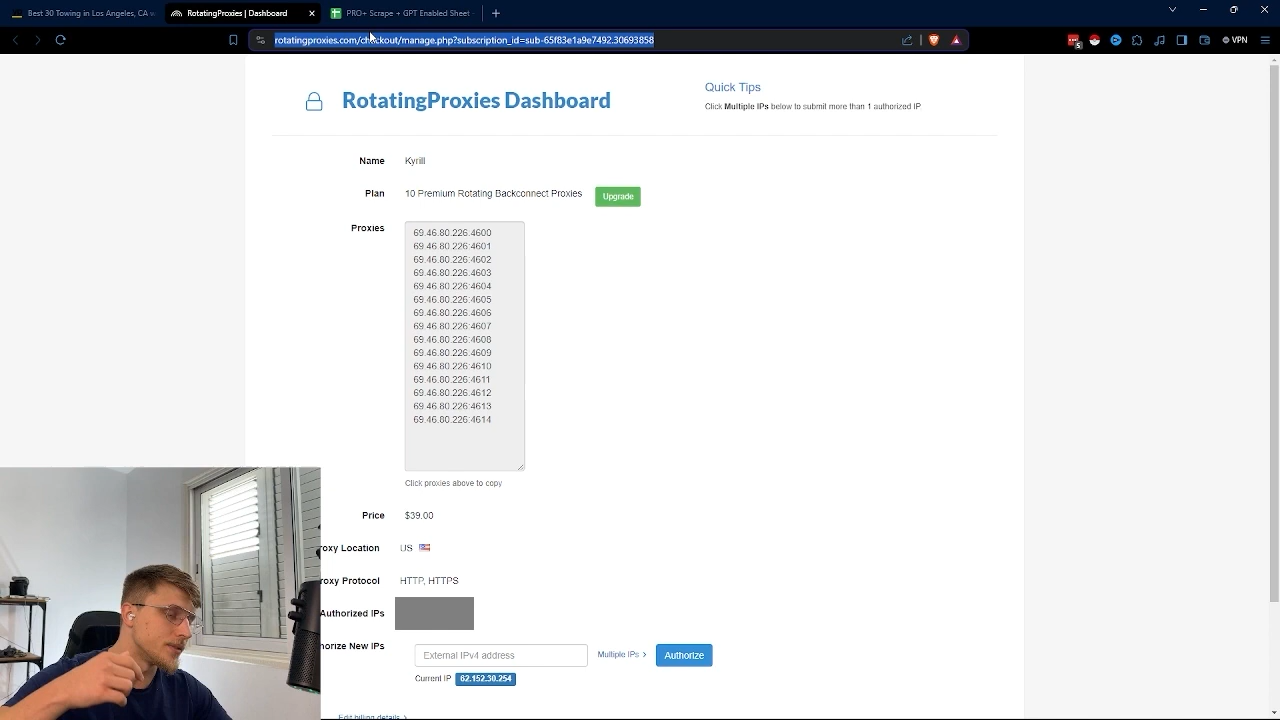 Best 30 Towing in Los Angeles, CA
RotatingProxies | Dashboard
PRO+ Scrape + GPT Enabled Sheet
rotatingproxies.com/checkout/manage.php?subscription_id=sub-65f83e1a9e7492.30693858
VPN
RotatingProxies Dashboard
Quick Tips
Click Multiple IPs below to submit more than 1 authorized IP
Name
Kyrill
Plan
10 Premium Rotating Backconnect Proxies
Upgrade
Proxies
69.46.80.226:4600
69.46.80.226:4601
69.46.80.226:4602
69.46.80.226:4603
69.46.80.226:4604
69.46.80.226:4605
69.46.80.226:4606
69.46.80.226:4607
69.46.80.226:4608
69.46.80.226:4609
69.46.80.226:4610
69.46.80.226:4611
69.46.80.226:4612
69.46.80.226:4613
69.46.80.226:4614
Click proxies above to copy
Price
$39.00
roxy Location
US
roxy Protocol
HTTP, HTTPS
Authorized IPs
horize New IPs
External IPv4 address
Multiple IPs >
Authorize
Current IP 62.152.30.254
Edit billing details >